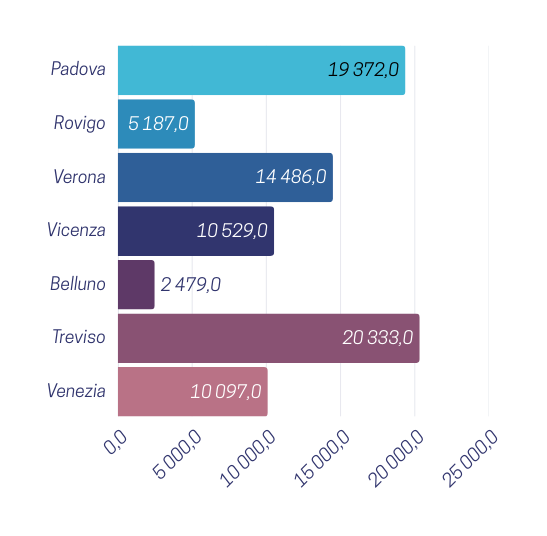 Padova 19 372,0
Rovigo 5 187,0
Verona 14 486,0
Vicenza 10 529,0
Belluno 2 479,0
Treviso 20 333,0
Venezia 10 097,0
0,0 5 000,0 10 000,0 15 000,0 20 000,0 25 000,0